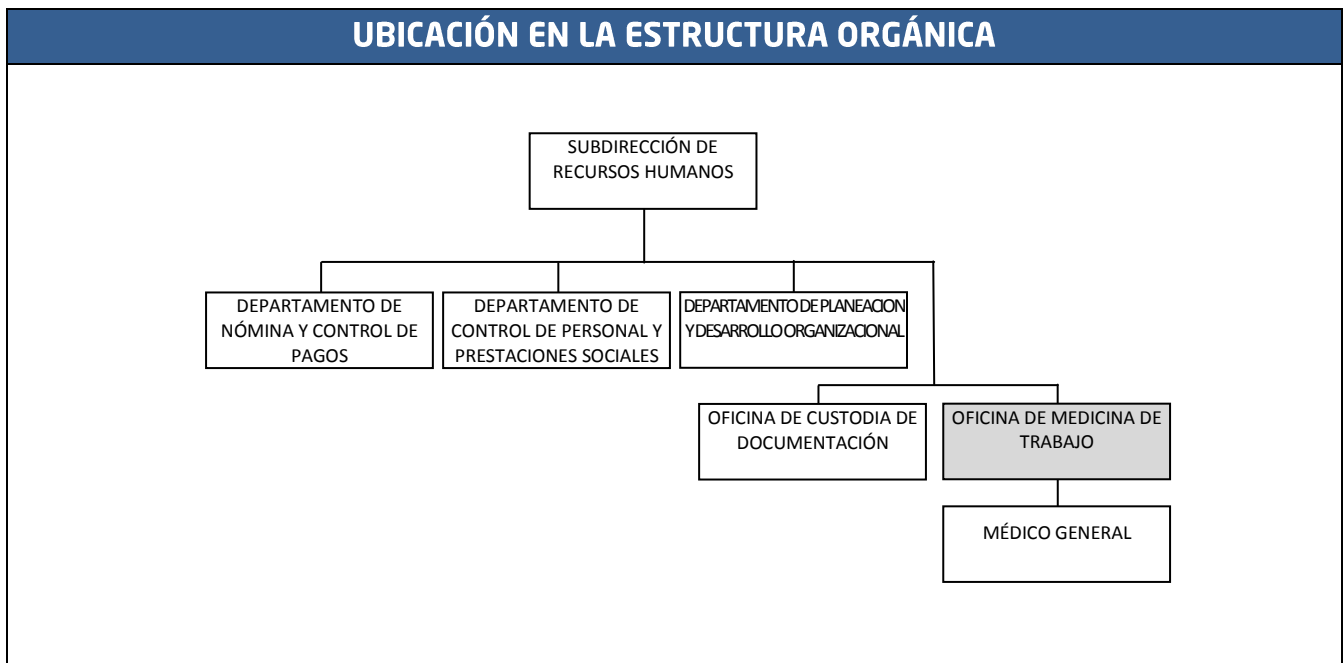 UBICACIÓN EN LA ESTRUCTURA ORGÁNICA
SUBDIRECCIÓN DE
RECURSOS HUMANOS
DEPARTAMENTO DE
NÓMINA Y CONTROL DE
PAGOS
DEPARTAMENTO DE
CONTROL DE PERSONAL Y
PRESTACIONES SOCIALES
DEPARTAMENTO DE PLANEACION
Y DESARROLLO ORGANIZACIONAL
OFICINA DE CUSTODIA DE
DOCUMENTACIÓN
OFICINA DE MEDICINA DE
TRABAJO
MÉDICO GENERAL